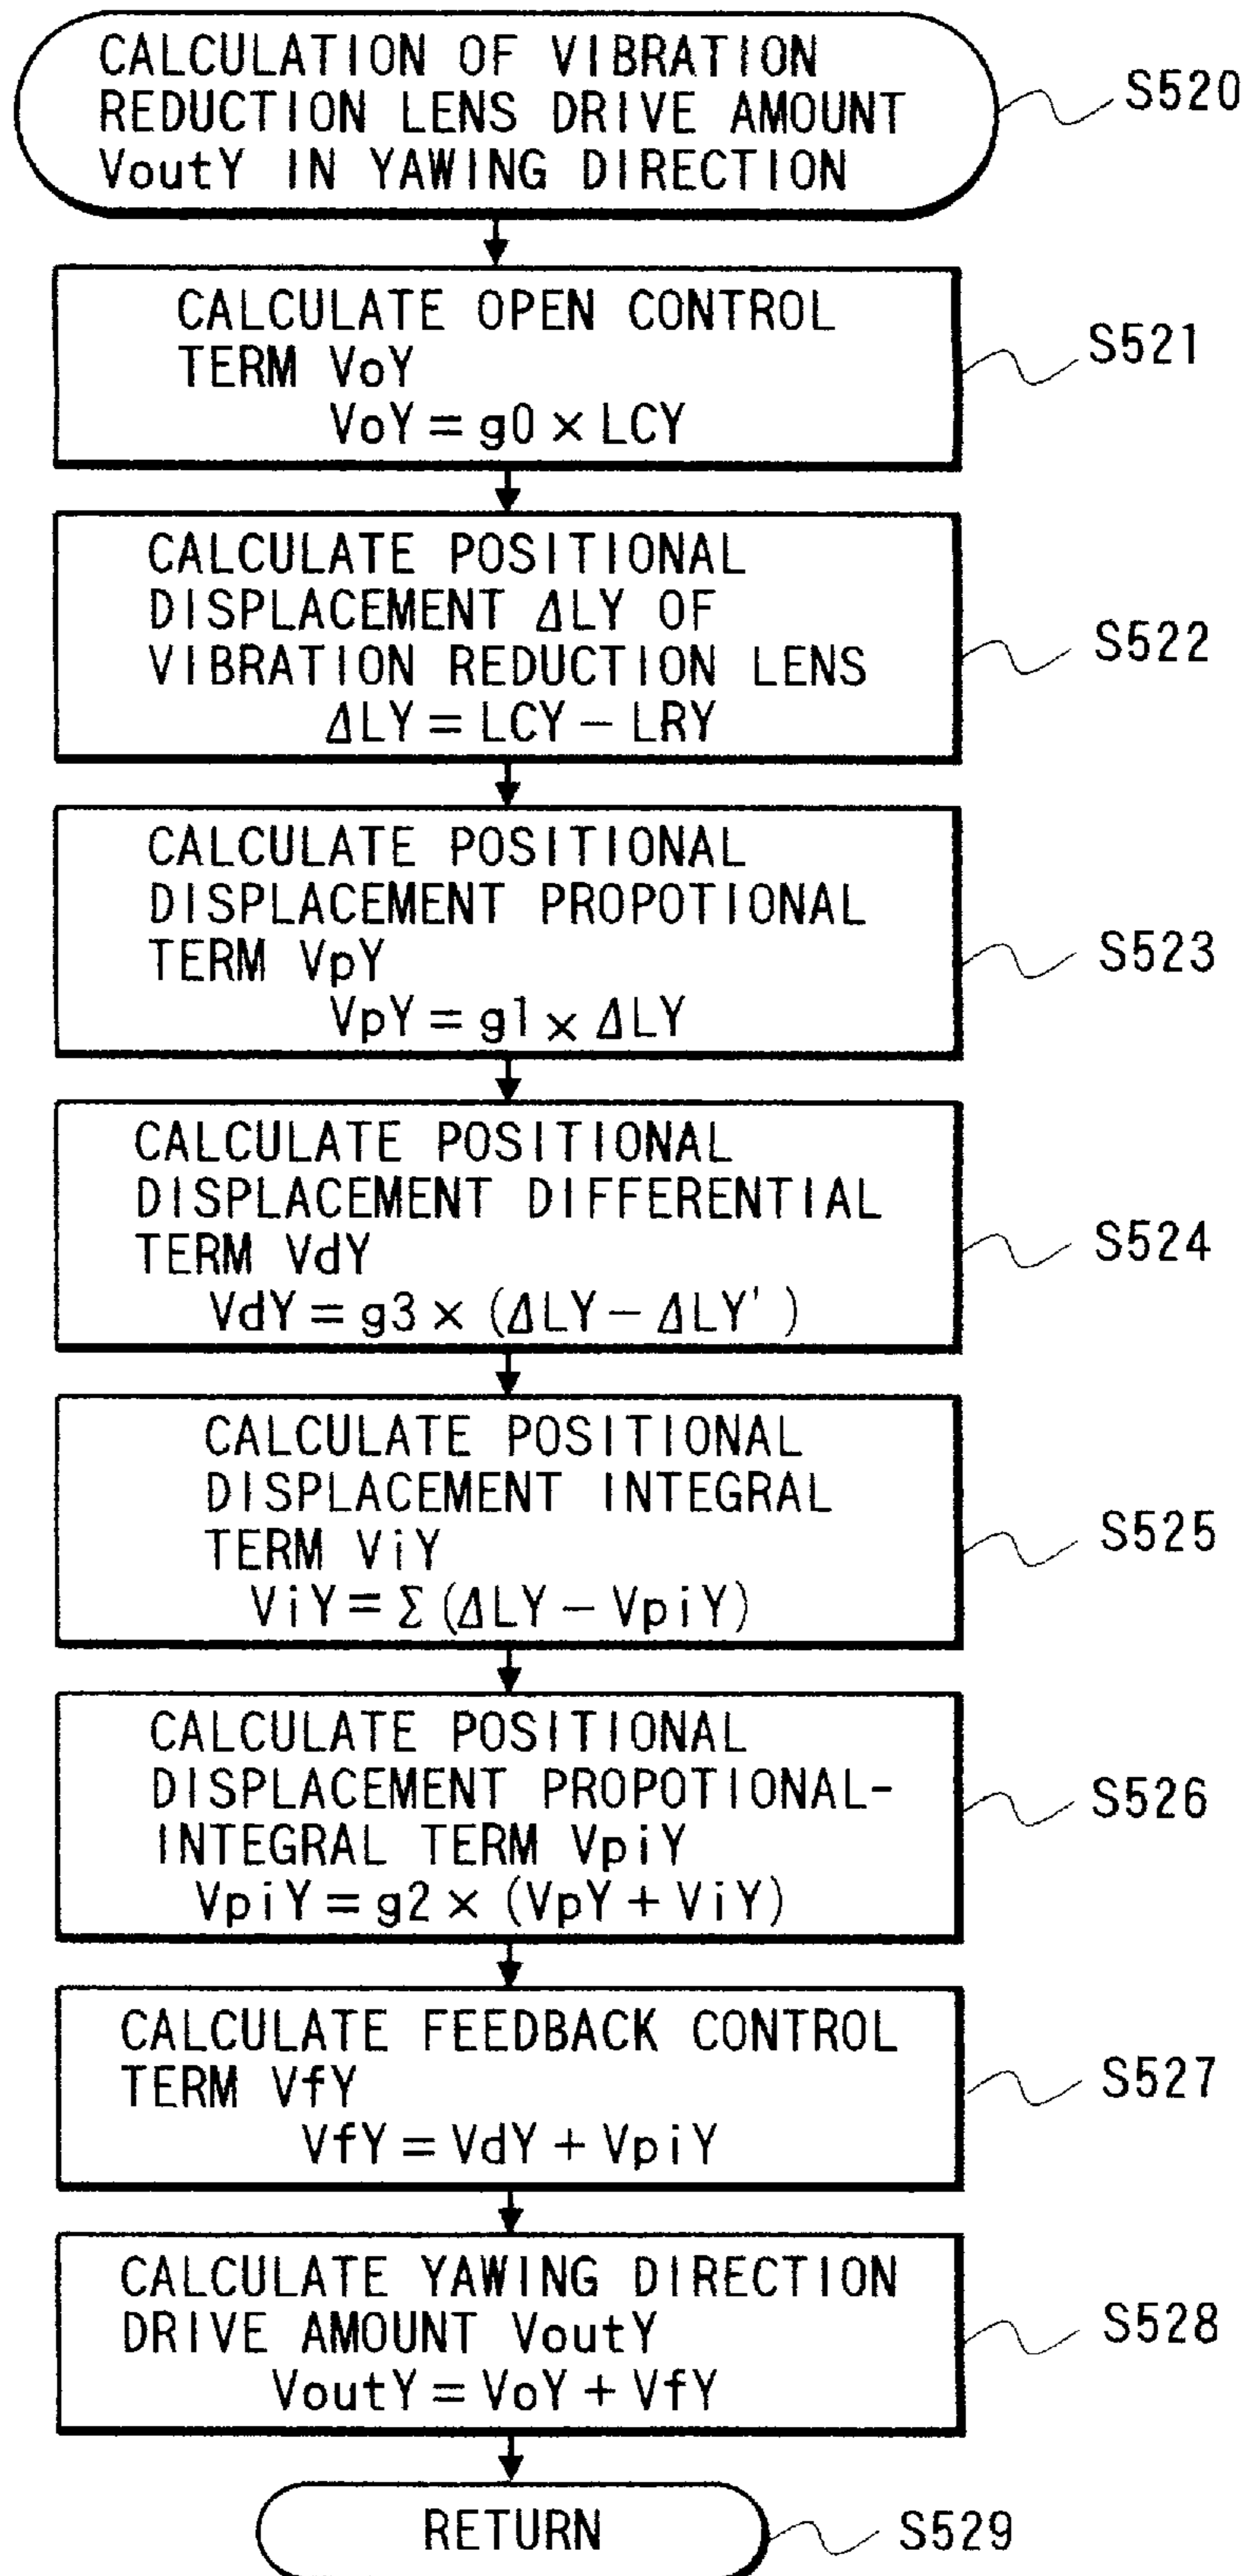 CALCULATION OF VIBRATION
REDUCTION LENS DRIVE AMOUNT
VoutY IN YAWING DIRECTION
S520
CALCULATE OPEN CONTROL
TERM VoY
VoY = g0 × LCY
S521
CALCULATE POSITIONAL
DISPLACEMENT ΔLY OF
VIBRATION REDUCTION LENS
ΔLY = LCY − LRY
S522
CALCULATE POSITIONAL
DISPLACEMENT PROPOTIONAL
TERM VpY
VpY = g1 × ΔLY
S523
CALCULATE POSITIONAL
DISPLACEMENT DIFFERENTIAL
TERM VdY
VdY = g3 × (ΔLY − ΔLY')
S524
CALCULATE POSITIONAL
DISPLACEMENT INTEGRAL
TERM ViY
ViY = Σ (ΔLY − VpiY)
S525
CALCULATE POSITIONAL
DISPLACEMENT PROPOTIONAL-
INTEGRAL TERM VpiY
VpiY = g2 × (VpY + ViY)
S526
CALCULATE FEEDBACK CONTROL
TERM VfY
VfY = VdY + VpiY
S527
CALCULATE YAWING DIRECTION
DRIVE AMOUNT VoutY
VoutY = VoY + VfY
S528
RETURN
S529